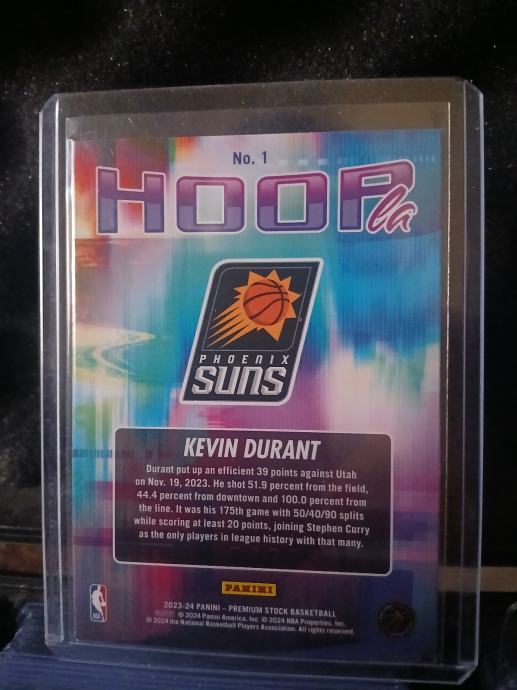 No. 1
HOOP la
PHOENIX
SUNS
KEVIN DURANT
Durant put up an efficient 39 points against Utah
on Nov. 19, 2023. He shot 51.9 percent from the field,
44.4 percent from downtown and 100.0 percent from
the line. It was his 175th game with 50/40/90 splits
while scoring at least 20 points, joining Stephen Curry
as the only players in league history with that many.
PANINI
2023-24 PANINI – PREMIUM STOCK BASKETBALL
© 2024 Panini America, Inc. © 2024 NBA Properties, Inc.
© 2024 the National Basketball Players Association. All rights reserved.